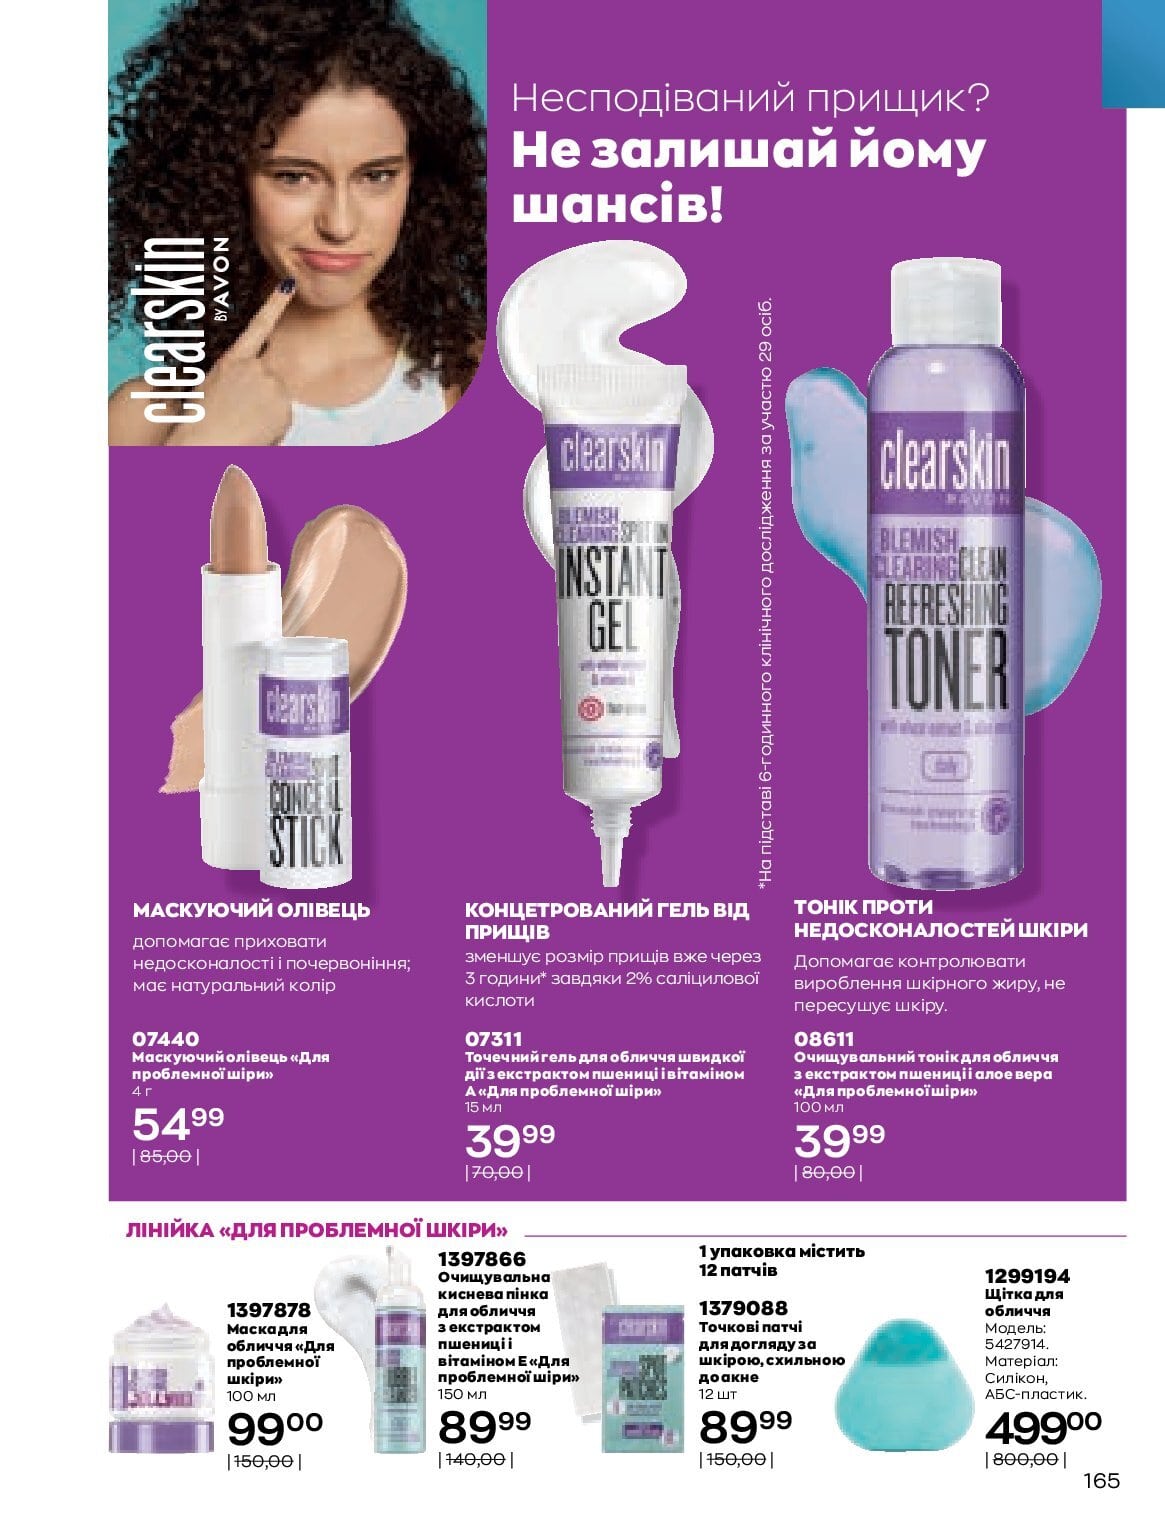 Несподіваний прищик?
Не залишай йому
шансів!
clearskin
BY AVON
*На підставі 6-годинного клінічного дослідження за участю 29 осіб.
clearskin
BLEMISH
CLEARING
CONCEAL
STICK
clearskin
BLEMISH
CLEARING SPOT ON
INSTANT
GEL
clearskin
BY AVON
BLEMISH
CLEARING CLEAN
REFRESHING
TONER
daily
МАСКУЮЧИЙ ОЛІВЕЦЬ
допомагає приховати
недосконалості і почервоніння;
має натуральний колір
07440
Маскуючий олівець «Для
проблемної шіри»
4 г
54 99
| 85,00 |
КОНЦЕТРОВАНИЙ ГЕЛЬ ВІД
ПРИЩІВ
зменшує розмір прищів вже через
3 години* завдяки 2% саліцилової
кислоти
07311
Точечний гель для обличчя швидкої
дії з екстрактом пшениці і вітаміном
А «Для проблемної шіри»
15 мл
39 99
| 70,00 |
ТОНІК ПРОТИ
НЕДОСКОНАЛОСТЕЙ ШКІРИ
Допомагає контролювати
вироблення шкірного жиру, не
пересушує шкіру.
08611
Очищувальний тонік для обличчя
з екстрактом пшениці і алое вера
«Для проблемної шіри»
100 мл
39 99
| 80,00 |
ЛІНІЙКА «ДЛЯ ПРОБЛЕМНОЇ ШКІРИ»
1397878
Маска для
обличчя «Для
проблемної
шкіри»
100 мл
99 00
| 150,00 |
1397866
Очищувальна
киснева пінка
для обличчя
з екстрактом
пшениці і
вітаміном Е «Для
проблемної шіри»
150 мл
89 99
| 140,00 |
1 упаковка містить
12 патчів
1379088
Точкові патчі
для догляду за
шкірою, схильною
до акне
12 шт
89 99
| 150,00 |
1299194
Щітка для
обличчя
Модель:
5427914.
Матеріал:
Силікон,
АБС-пластик.
499 00
| 800,00 |
165